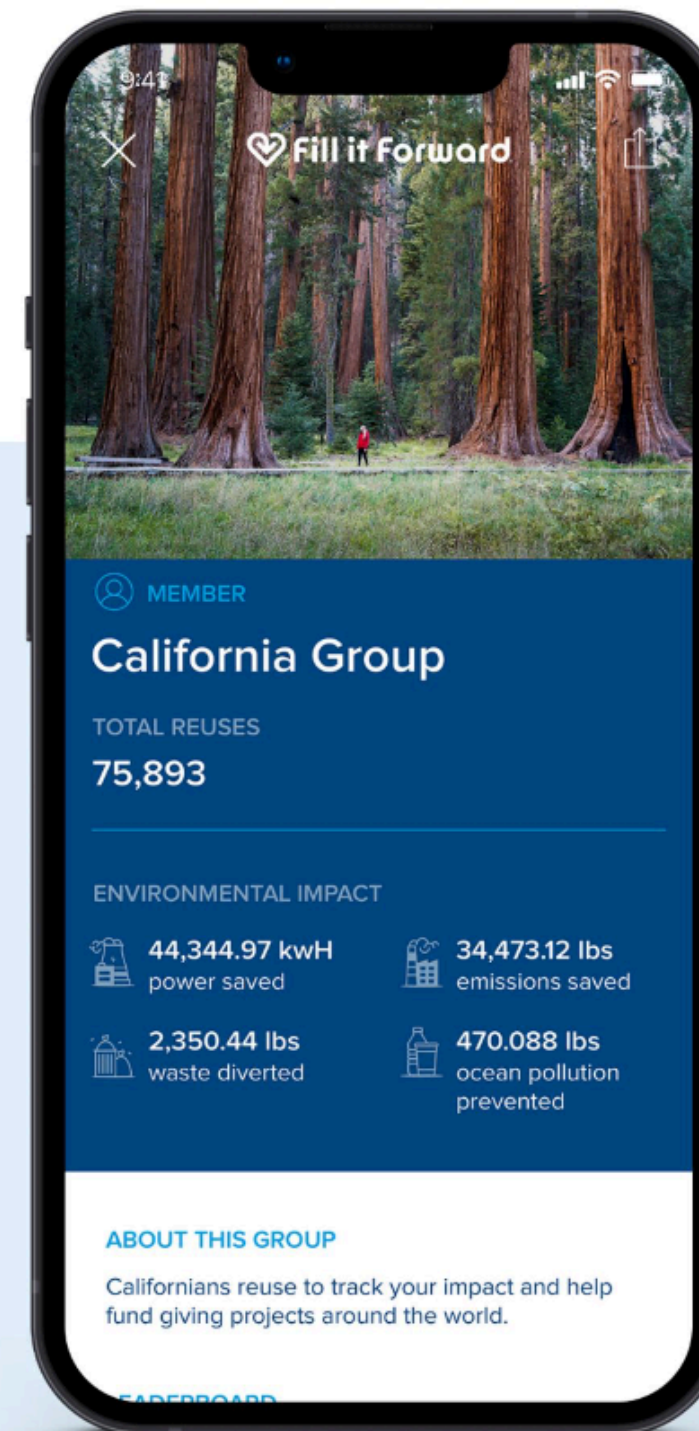 9:41
Fill it Forward
MEMBER
California Group
TOTAL REUSES
75,893
ENVIRONMENTAL IMPACT
44,344.97 kwH
power saved
34,473.12 lbs
emissions saved
2,350.44 lbs
waste diverted
470.088 lbs
ocean pollution
prevented
ABOUT THIS GROUP
Californians reuse to track your impact and help
fund giving projects around the world.
LEADERBOARD